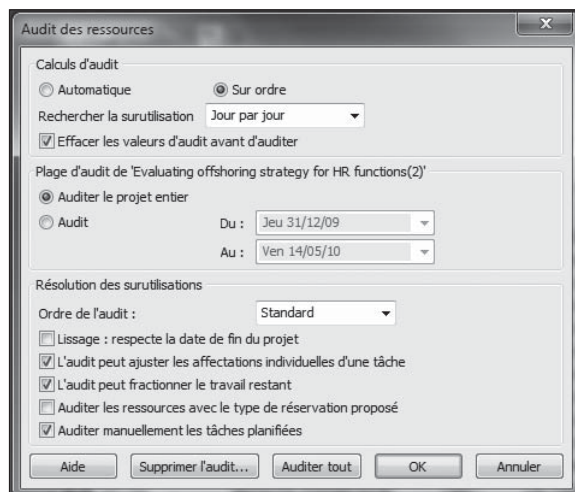 Audit des ressources
Calculs d'audit
Automatique
Sur ordre
Rechercher la surutilisation
Jour par jour
Effacer les valeurs d'audit avant d'auditer
Plage d'audit de 'Evaluating offshoring strategy for HR functions(2)'
Auditer le projet entier
Audit
Du :
Jeu 31/12/09
Au :
Ven 14/05/10
Résolution des surutilisations
Ordre de l'audit :
Standard
Lissage : respecte la date de fin du projet
L'audit peut ajuster les affectations individuelles d'une tâche
L'audit peut fractionner le travail restant
Auditer les ressources avec le type de réservation proposé
Auditer manuellement les tâches planifiées
Aide
Supprimer l'audit...
Auditer tout
OK
Annuler